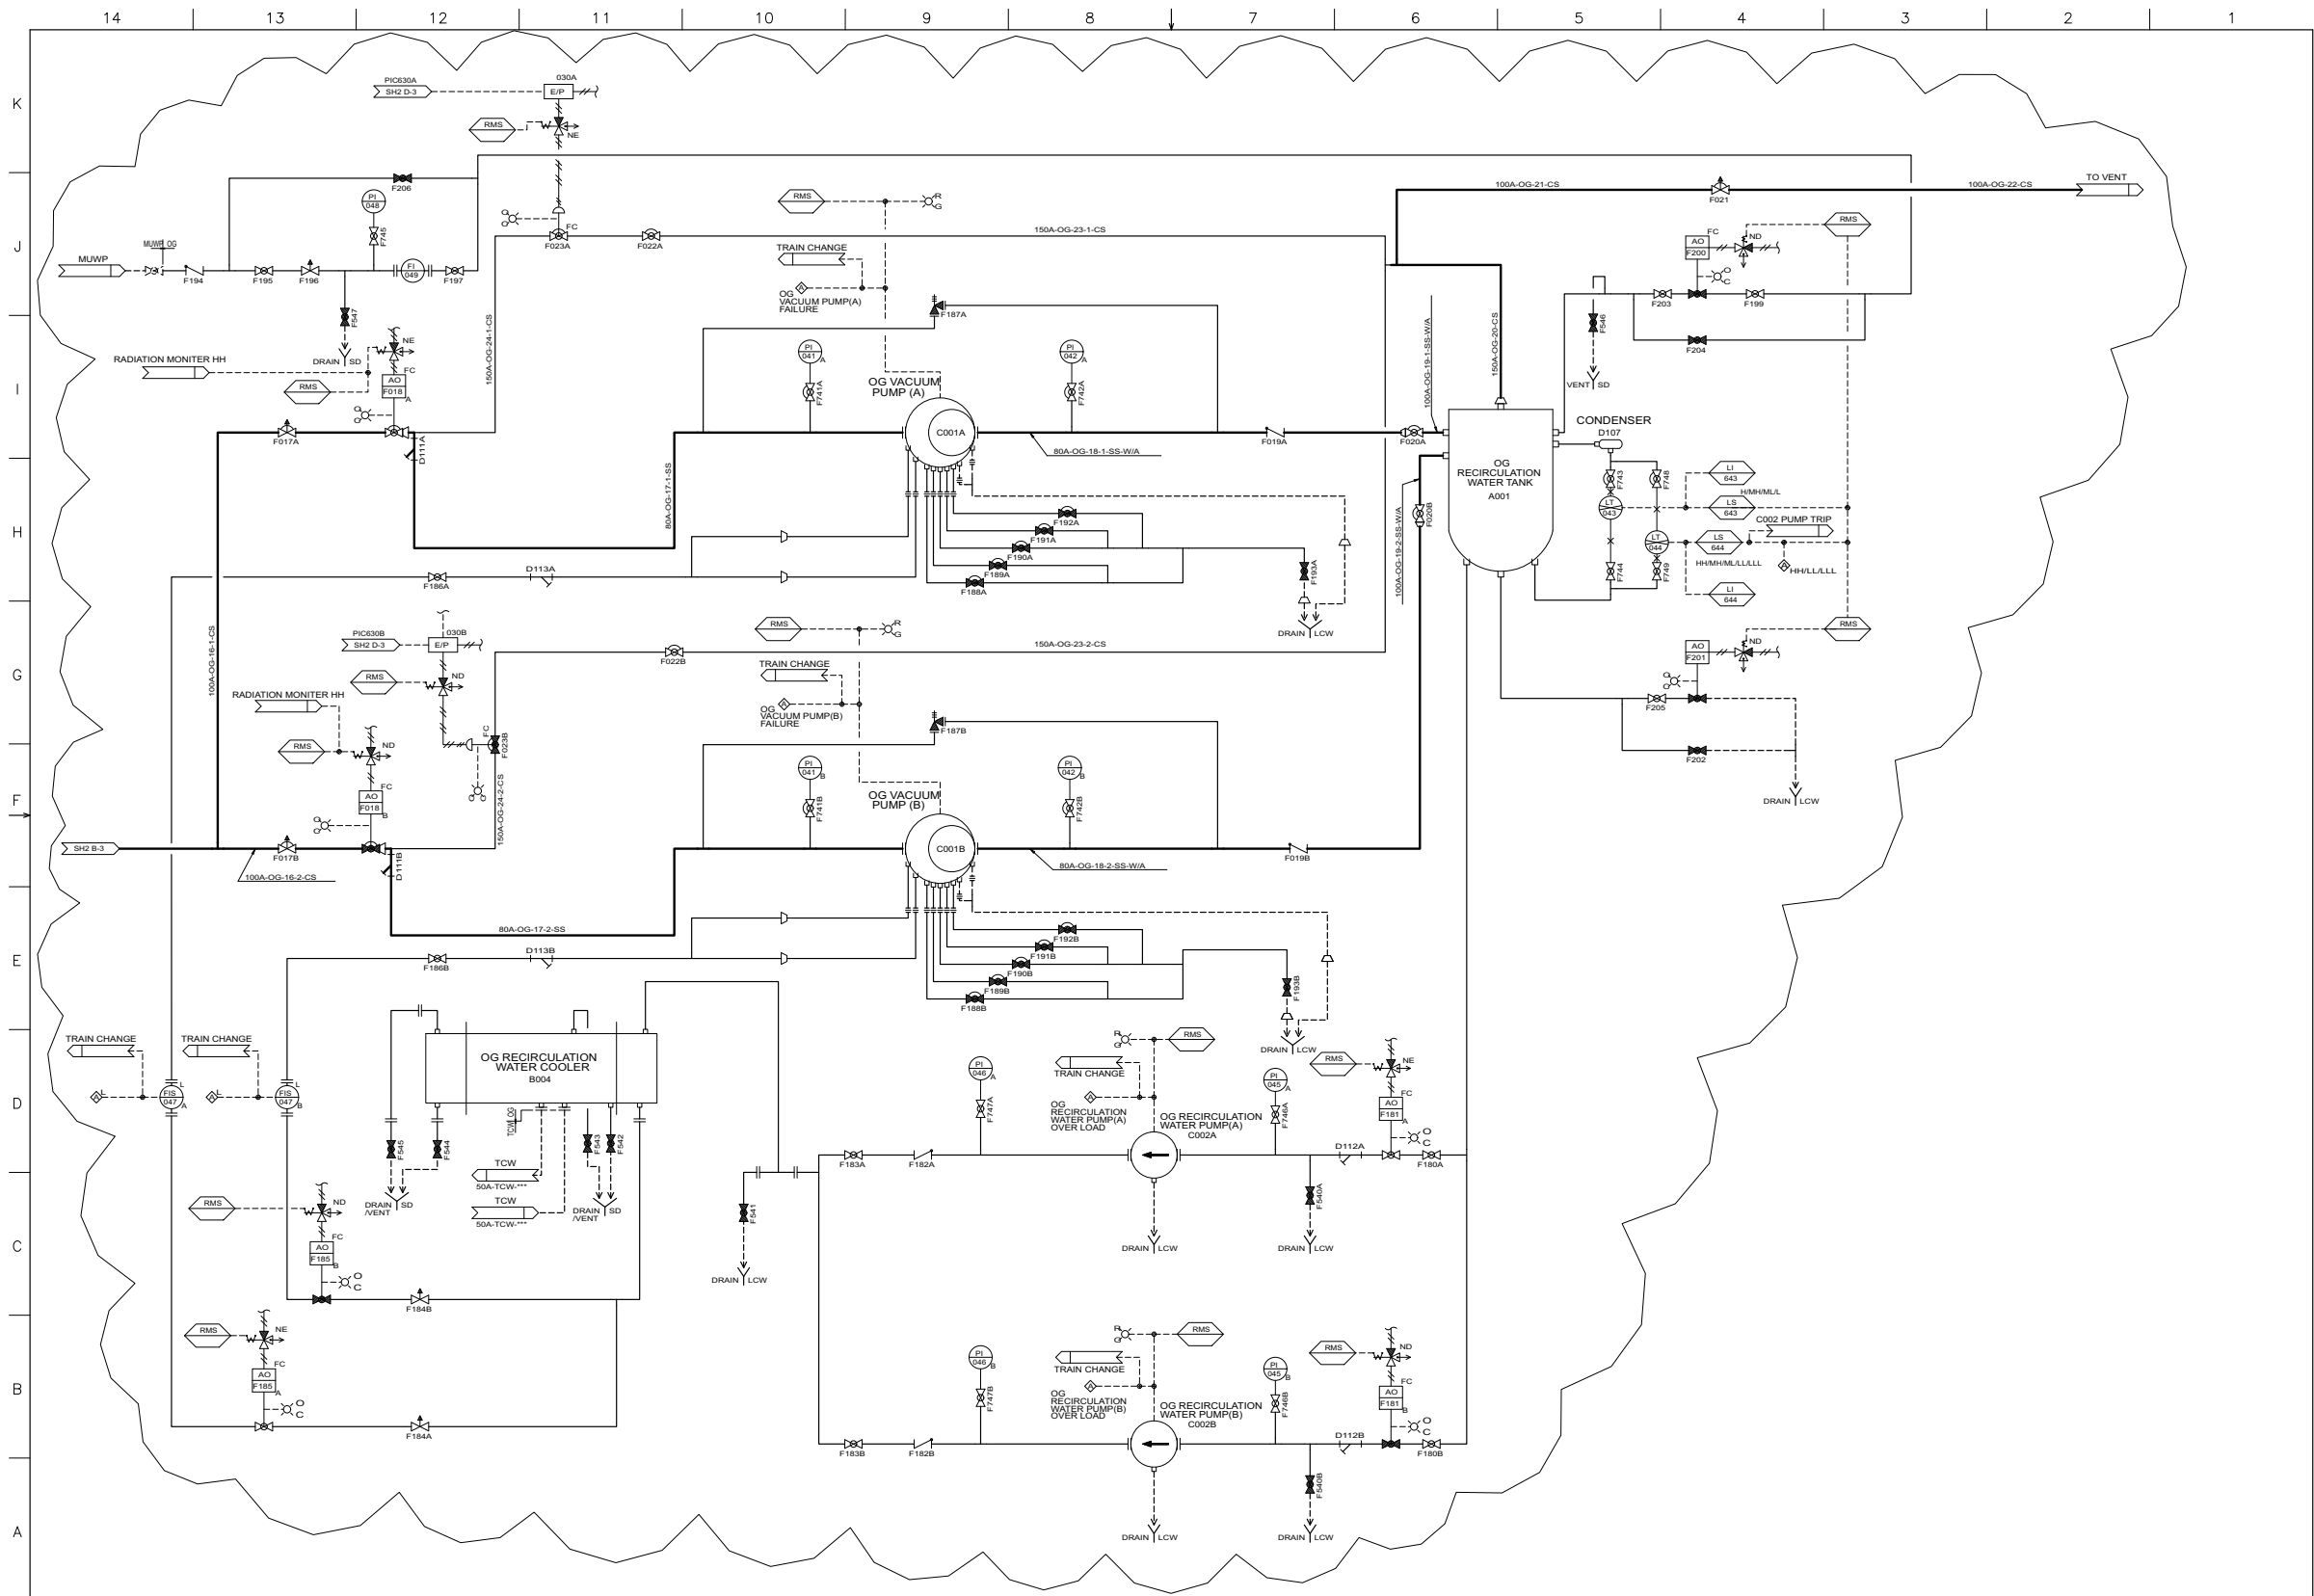 14 13 12 11 10 9 8 7 6 5 4 3 2 1
K
PIC630A
SH2 D-3
030A
E/P
RMS
NE
F206
PI
048
F745
MUWP OG
MUWP
F194
F195
F196
FI
049
F197
F547
DRAIN SD
O
C
FC
F023A
F022A
150A-OG-23-1-CS
RMS
R
G
TRAIN CHANGE
A
OG
VACUUM PUMP(A)
FAILURE
F187A
100A-OG-21-CS
F021
100A-OG-22-CS
TO VENT
J
RMS
FC
AO
F200
ND
O
C
F203
F199
F204
F546
VENT SD
RADIATION MONITER HH
RMS
NE
FC
AO
F018
A
F017A
D111A
150A-OG-24-1-CS
I
PI
041
A
F741A
OG VACUUM
PUMP (A)
C001A
PI
042
A
F742A
80A-OG-18-1-SS-W/A
F019A
F020A
100A-OG-19-1-SS-W/A
150A-OG-20-CS
80A-OG-17-1-SS
OG
RECIRCULATION
WATER TANK
A001
CONDENSER
D107
F743
F748
LI
643
H/MH/ML/L
LS
643
LT
043
LT
044
C002 PUMP TRIP
LS
644
HH/MH/ML/LL/LLL
A
HH/LL/LLL
F744
F749
LI
644
H
F020B
100A-OG-19-2-SS-W/A
F192A
F191A
F190A
F189A
F188A
F193A
DRAIN LCW
F186A
D113A
G
100A-OG-16-1-CS
PIC630B
SH2 D-3
030B
E/P
RMS
ND
F022B
150A-OG-23-2-CS
RMS
R
G
TRAIN CHANGE
A
OG
VACUUM PUMP(B)
FAILURE
F187B
RMS
AO
F201
ND
F205
F202
DRAIN LCW
RADIATION MONITER HH
RMS
ND
FC
AO
F018
B
FC
F023B
150A-OG-24-2-CS
F
SH2 B-3
F017B
D111B
100A-OG-16-2-CS
PI
041
B
F741B
OG VACUUM
PUMP (B)
C001B
PI
042
B
F742B
80A-OG-18-2-SS-W/A
F019B
80A-OG-17-2-SS
E
F186B
D113B
F192B
F191B
F190B
F189B
F188B
F193B
DRAIN LCW
TRAIN CHANGE
TRAIN CHANGE
A
L
FIS
047
A
L
A
L
FIS
047
B
L
D
OG RECIRCULATION
WATER COOLER
B004
F545
F544
TCW OG
F543
F542
TCW
50A-TCW-***
TCW
50A-TCW-***
DRAIN
/VENT SD
DRAIN
/VENT SD
PI
046
A
F747A
R
G
RMS
TRAIN CHANGE
A
OG
RECIRCULATION
WATER PUMP(A)
OVER LOAD
OG RECIRCULATION
WATER PUMP(A)
C002A
PI
045
A
F746A
RMS
NE
FC
AO
F181
A
O
C
D112A
F180A
F183A
F182A
F541
DRAIN LCW
DRAIN LCW
F540A
DRAIN LCW
C
RMS
ND
FC
AO
F185
B
O
C
F184B
B
RMS
NE
FC
AO
F185
A
O
C
F184A
PI
046
B
F747B
R
G
RMS
TRAIN CHANGE
A
OG
RECIRCULATION
WATER PUMP(B)
OVER LOAD
OG RECIRCULATION
WATER PUMP(B)
C002B
PI
045
B
F746B
RMS
ND
FC
AO
F181
B
O
C
D112B
F180B
F183B
F182B
F540B
DRAIN LCW
DRAIN LCW
A